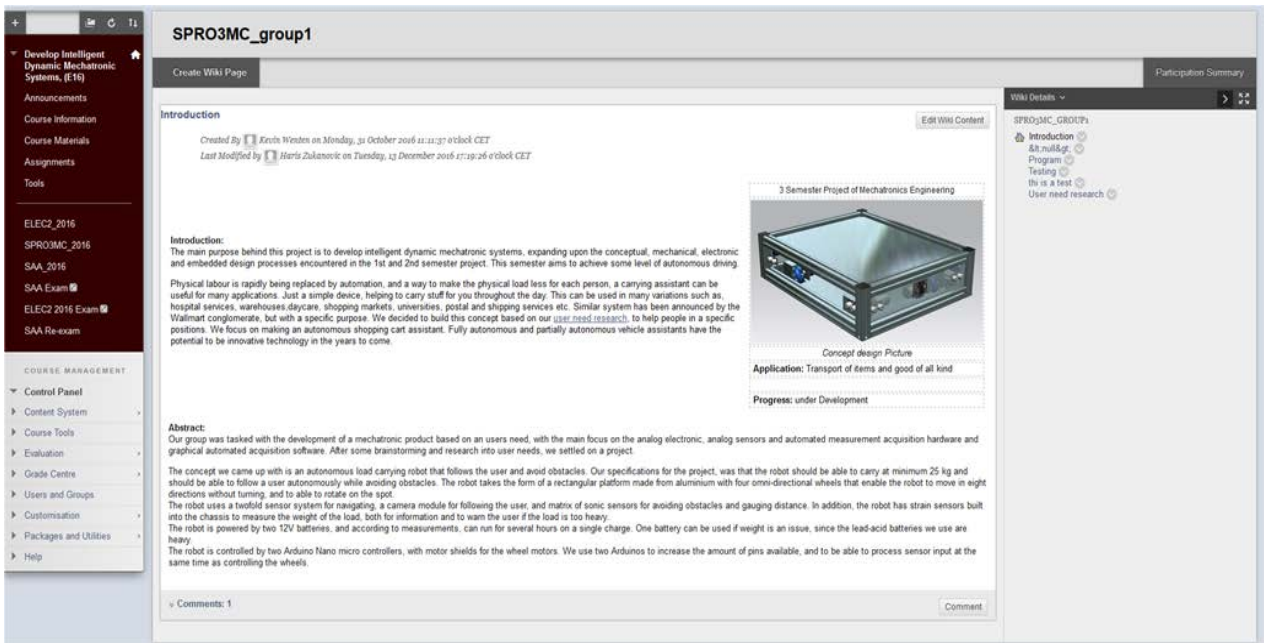 +
Develop Intelligent
Dynamic Mechatronic
Systems, (E16)
Announcements
Course Information
Course Materials
Assignments
Tools
ELEC2_2016
SPRO3MC_2016
SAA_2016
SAA Exam
ELEC2 2016 Exam
SAA Re-exam
COURSE MANAGEMENT
Control Panel
Content System
Course Tools
Evaluation
Grade Centre
Users and Groups
Customisation
Packages and Utilities
Help
SPRO3MC_group1
Create Wiki Page
Participation Summary
Introduction
Edit Wiki Content
Created By Kevin Westen on Monday, 31 October 2016 11:11:37 o'clock CET
Last Modified by Haris Zukanovic on Tuesday, 13 December 2016 17:19:26 o'clock CET
3 Semester Project of Mechatronics Engineering
Introduction:
The main purpose behind this project is to develop intelligent dynamic mechatronic systems, expanding upon the conceptual, mechanical, electronic
and embedded design processes encountered in the 1st and 2nd semester project. This semester aims to achieve some level of autonomous driving.
Physical labour is rapidly being replaced by automation, and a way to make the physical load less for each person, a carrying assistant can be
useful for many applications. Just a simple device, helping to carry stuff for you throughout the day. This can be used in many variations such as,
hospital services, warehouses,daycare, shopping markets, universities, postal and shipping services etc. Similar system has been announced by the
Wallmart conglomerate, but with a specific purpose. We decided to build this concept based on our user need research, to help people in a specific
positions. We focus on making an autonomous shopping cart assistant. Fully autonomous and partially autonomous vehicle assistants have the
potential to be innovative technology in the years to come.
Concept design Picture
Application: Transport of items and good of all kind
Progress: under Development
Abstract:
Our group was tasked with the development of a mechatronic product based on an users need, with the main focus on the analog electronic, analog sensors and automated measurement acquisition hardware and
graphical automated acquisition software. After some brainstorming and research into user needs, we settled on a project.
The concept we came up with is an autonomous load carrying robot that follows the user and avoid obstacles. Our specifications for the project, was that the robot should be able to carry at minimum 25 kg and
should be able to follow a user autonomously while avoiding obstacles. The robot takes the form of a rectangular platform made from aluminium with four omni-directional wheels that enable the robot to move in eight
directions without turning, and to able to rotate on the spot.
The robot uses a twofold sensor system for navigating, a camera module for following the user, and matrix of sonic sensors for avoiding obstacles and gauging distance. In addition, the robot has strain sensors built
into the chassis to measure the weight of the load, both for information and to warn the user if the load is too heavy.
The robot is powered by two 12V batteries, and according to measurements, can run for several hours on a single charge. One battery can be used if weight is an issue, since the lead-acid batteries we use are
heavy.
The robot is controlled by two Arduino Nano micro controllers, with motor shields for the wheel motors. We use two Arduinos to increase the amount of pins available, and to be able to process sensor input at the
same time as controlling the wheels.
Comments: 1
Comment
Wiki Details
SPRO3MC_GROUP1
Introduction
&lt;null&gt;
Program
Testing
thi is a test
User need research